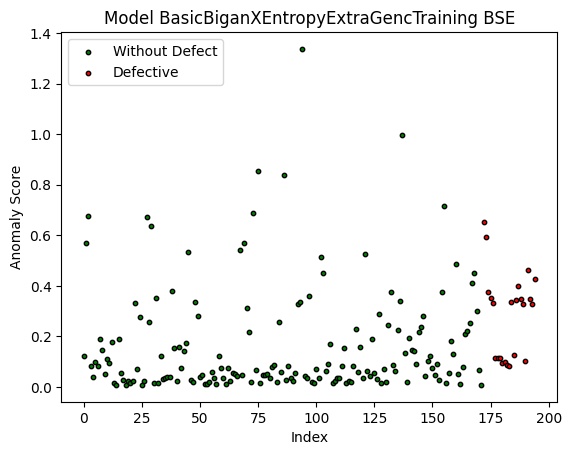 Model BasicBiganXEntropyExtraGencTraining BSE
Without Defect
Defective
Anomaly Score
1.4
1.2
1.0
0.8
0.6
0.4
0.2
0.0
0 25 50 75 100 125 150 175 200
Index